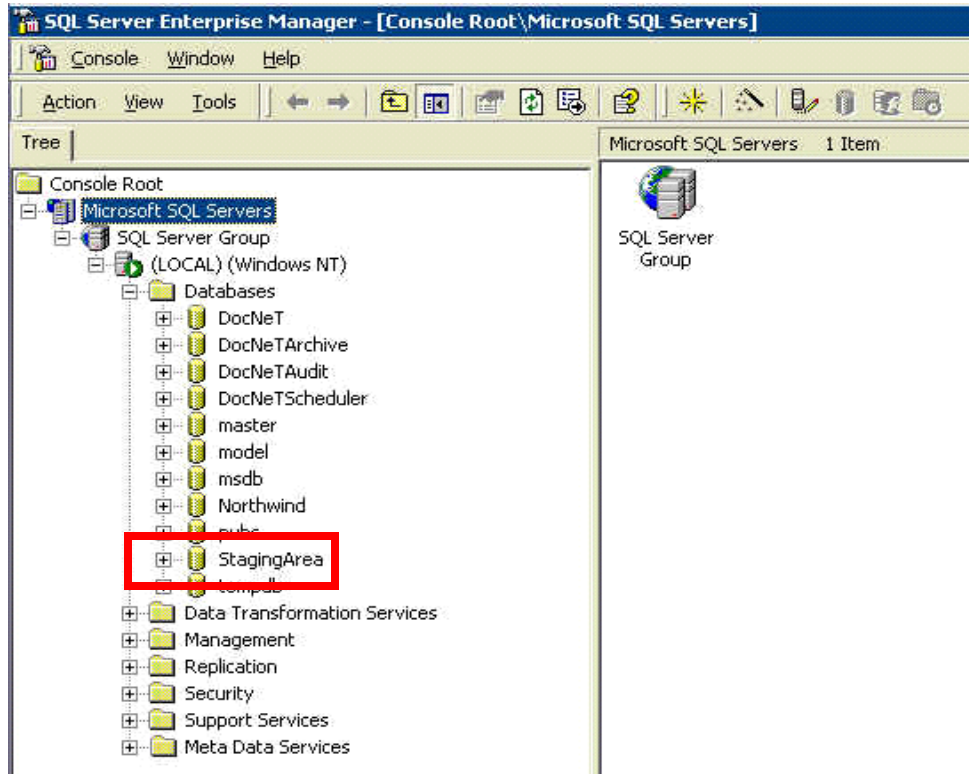 SQL Server Enterprise Manager - [Console Root\Microsoft SQL Servers]
Console Window Help
Action View Tools
Tree
Microsoft SQL Servers 1 Item
Console Root
Microsoft SQL Servers
SQL Server Group
(LOCAL) (Windows NT)
Databases
DocNeT
DocNeTArchive
DocNeTAudit
DocNeTScheduler
master
model
msdb
Northwind
pubs
StagingArea
tempdb
Data Transformation Services
Management
Replication
Security
Support Services
Meta Data Services
SQL Server
Group